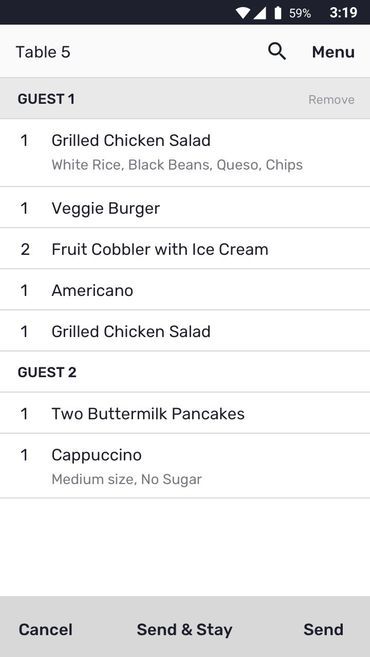 59% 3:19
Table 5 Menu
GUEST 1 Remove
1 Grilled Chicken Salad
White Rice, Black Beans, Queso, Chips
1 Veggie Burger
2 Fruit Cobbler with Ice Cream
1 Americano
1 Grilled Chicken Salad
GUEST 2
1 Two Buttermilk Pancakes
1 Cappuccino
Medium size, No Sugar
Cancel Send & Stay Send